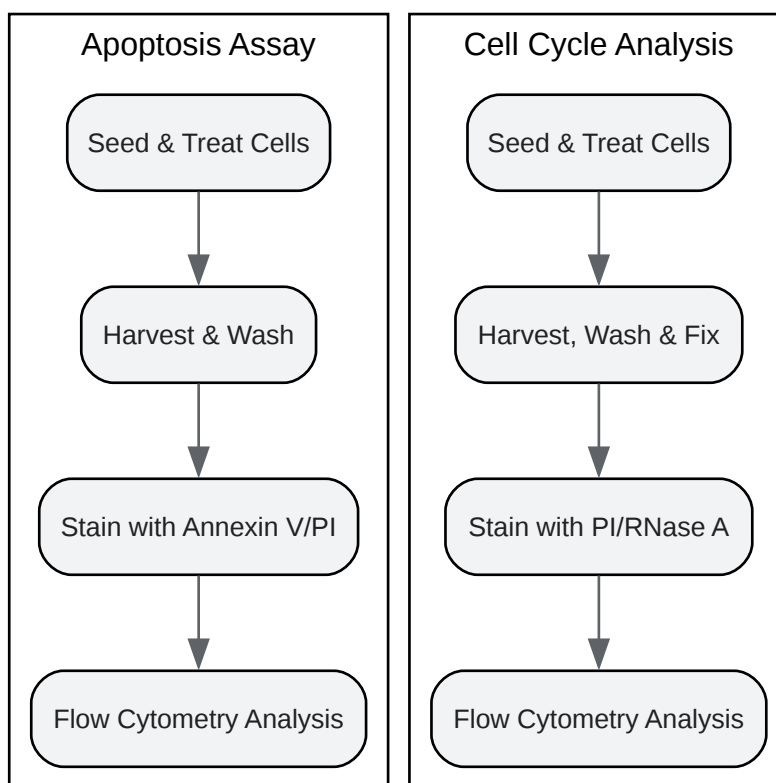 Apoptosis Assay
Seed & Treat Cells
Harvest & Wash
Stain with Annexin V/PI
Flow Cytometry Analysis
Cell Cycle Analysis
Seed & Treat Cells
Harvest, Wash & Fix
Stain with PI/RNase A
Flow Cytometry Analysis